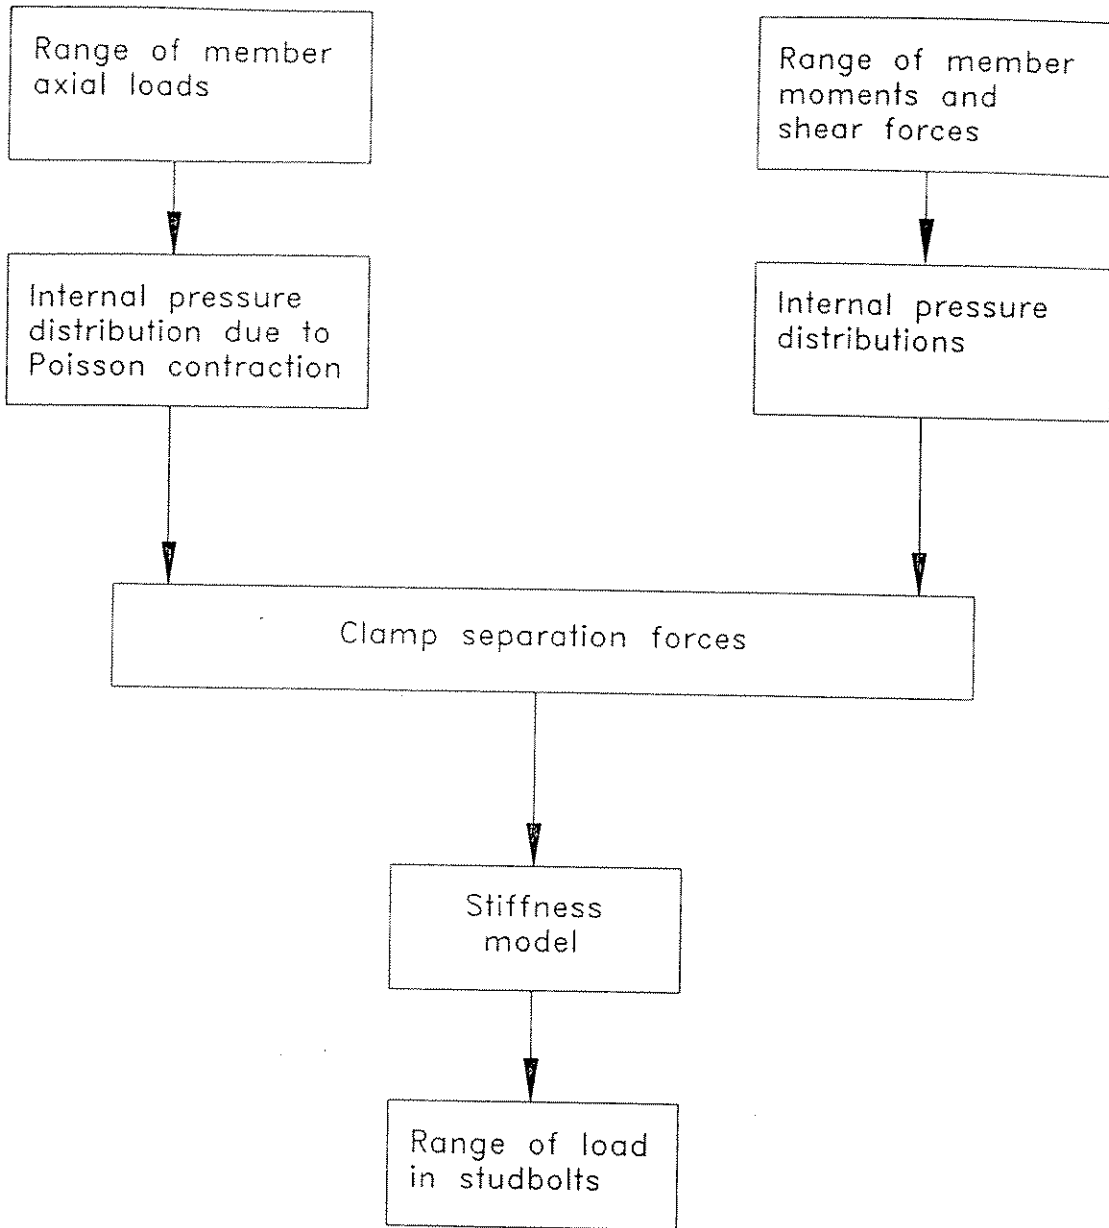 Range of member
axial loads
Range of member
moments and
shear forces
Internal pressure
distribution due to
Poisson contraction
Internal pressure
distributions
Clamp separation forces
Stiffness
model
Range of load
in studbolts